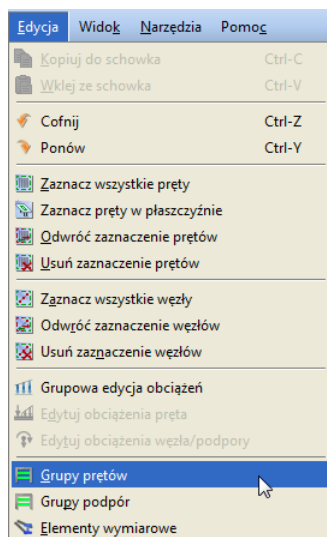 Edycja Widok Narzędzia Pomoc
Kopiuj do schowka Ctrl-C
Wklej ze schowka Ctrl-V
Cofnij Ctrl-Z
Ponów Ctrl-Y
Zaznacz wszystkie pręty
Zaznacz pręty w płaszczyźnie
Odwróć zaznaczenie prętów
Usuń zaznaczenie prętów
Zaznacz wszystkie węzły
Odwróć zaznaczenie węzłów
Usuń zaznaczenie węzłów
Grupowa edycja obciążeń
Edytuj obciążenia pręta
Edytuj obciążenia węzła/podpory
Grupy prętów
Grupy podpór
Elementy wymiarowe